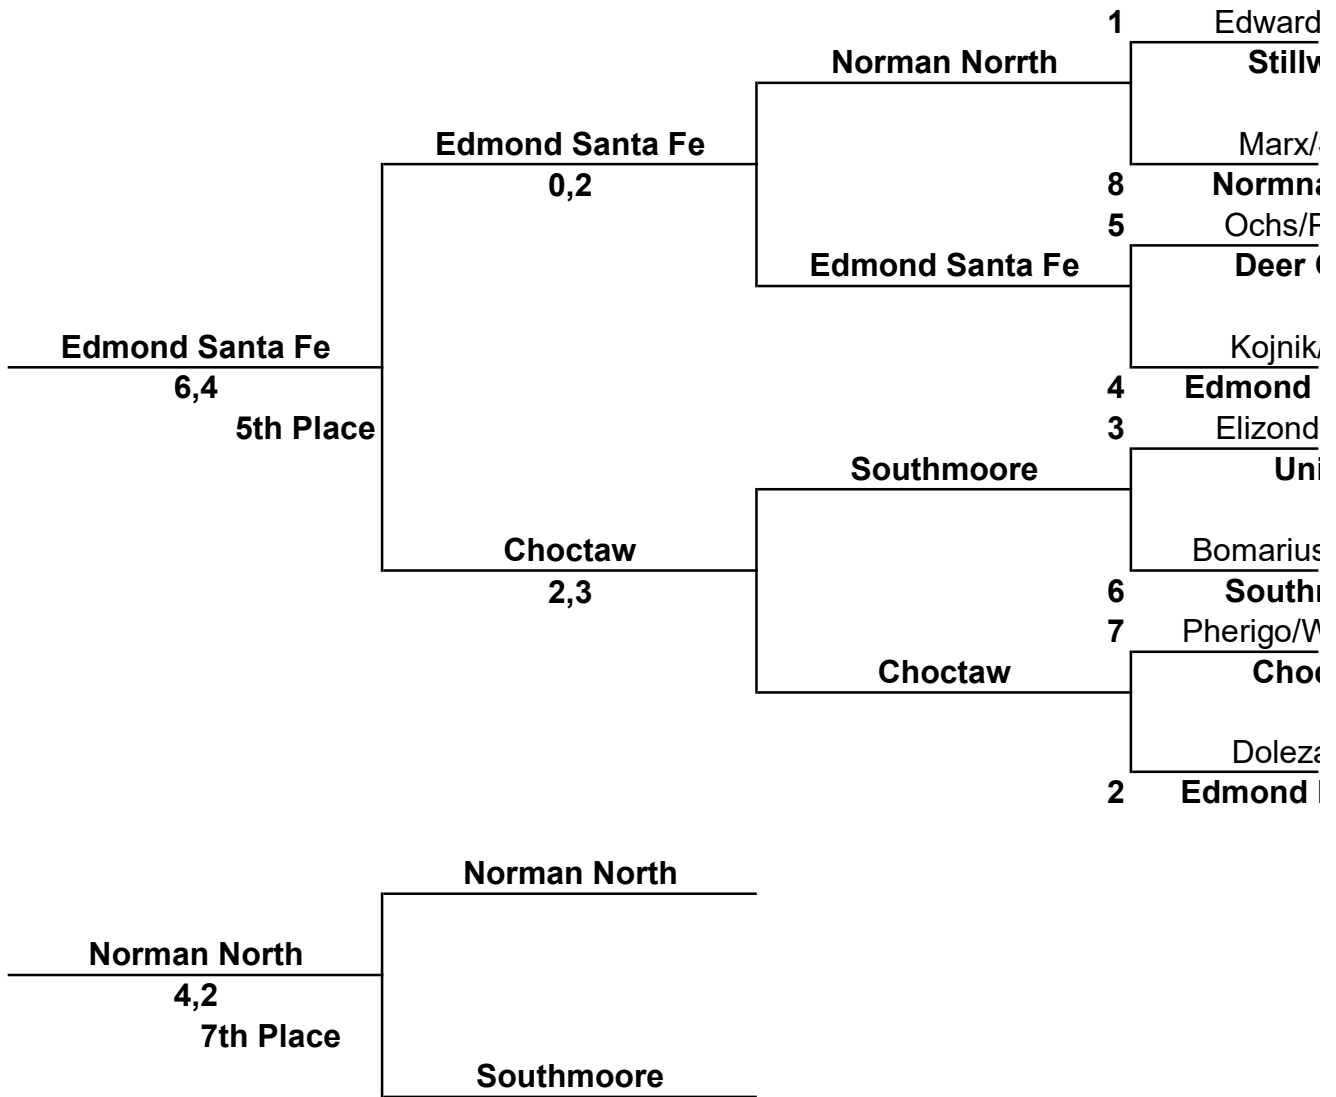 1 Edward
Norman Norrth Stillw
Edmond Santa Fe Marx/
0,2 8 Normna
5 Ochs/
Edmond Santa Fe Deer
Edmond Santa Fe Kojnik/
6,4 4 Edmond
5th Place 3 Elizond
Southmoore Uni
Choctaw Bomarius
2,3 6 South
7 Pherigo/W
Choctaw Choc
Doleza
2 Edmond
Norman North
Norman North
4,2
7th Place
Southmoore